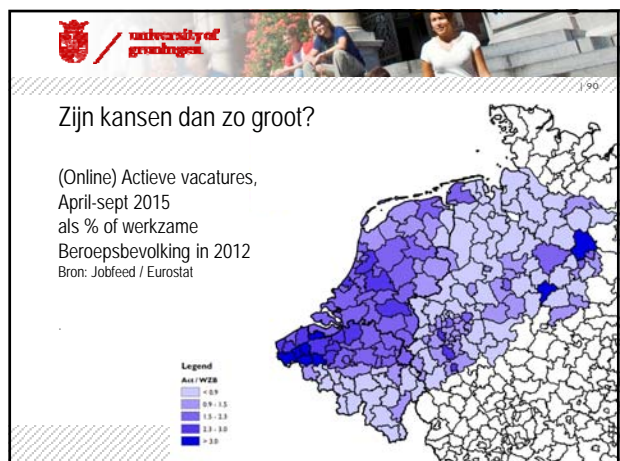 university of
groningen
| 90
Zijn kansen dan zo groot?
(Online) Actieve vacatures,
April-sept 2015
als % of werkzame
Beroepsbevolking in 2012
Bron: Jobfeed / Eurostat
.
Legend
Act / WZB
< 0.9
0.9 - 1.5
1.5 - 2.3
2.3 - 3.0
> 3.0